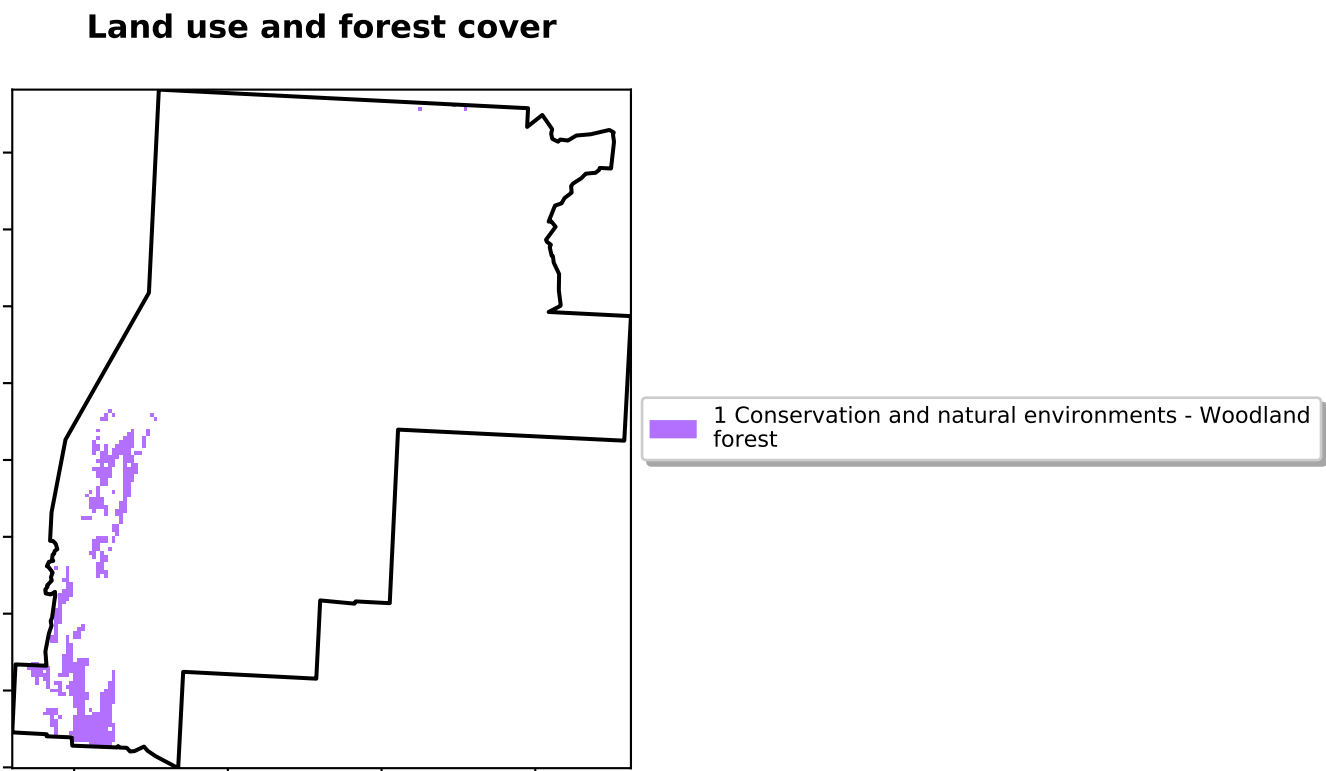 Land use and forest cover
1 Conservation and natural environments - Woodland
forest